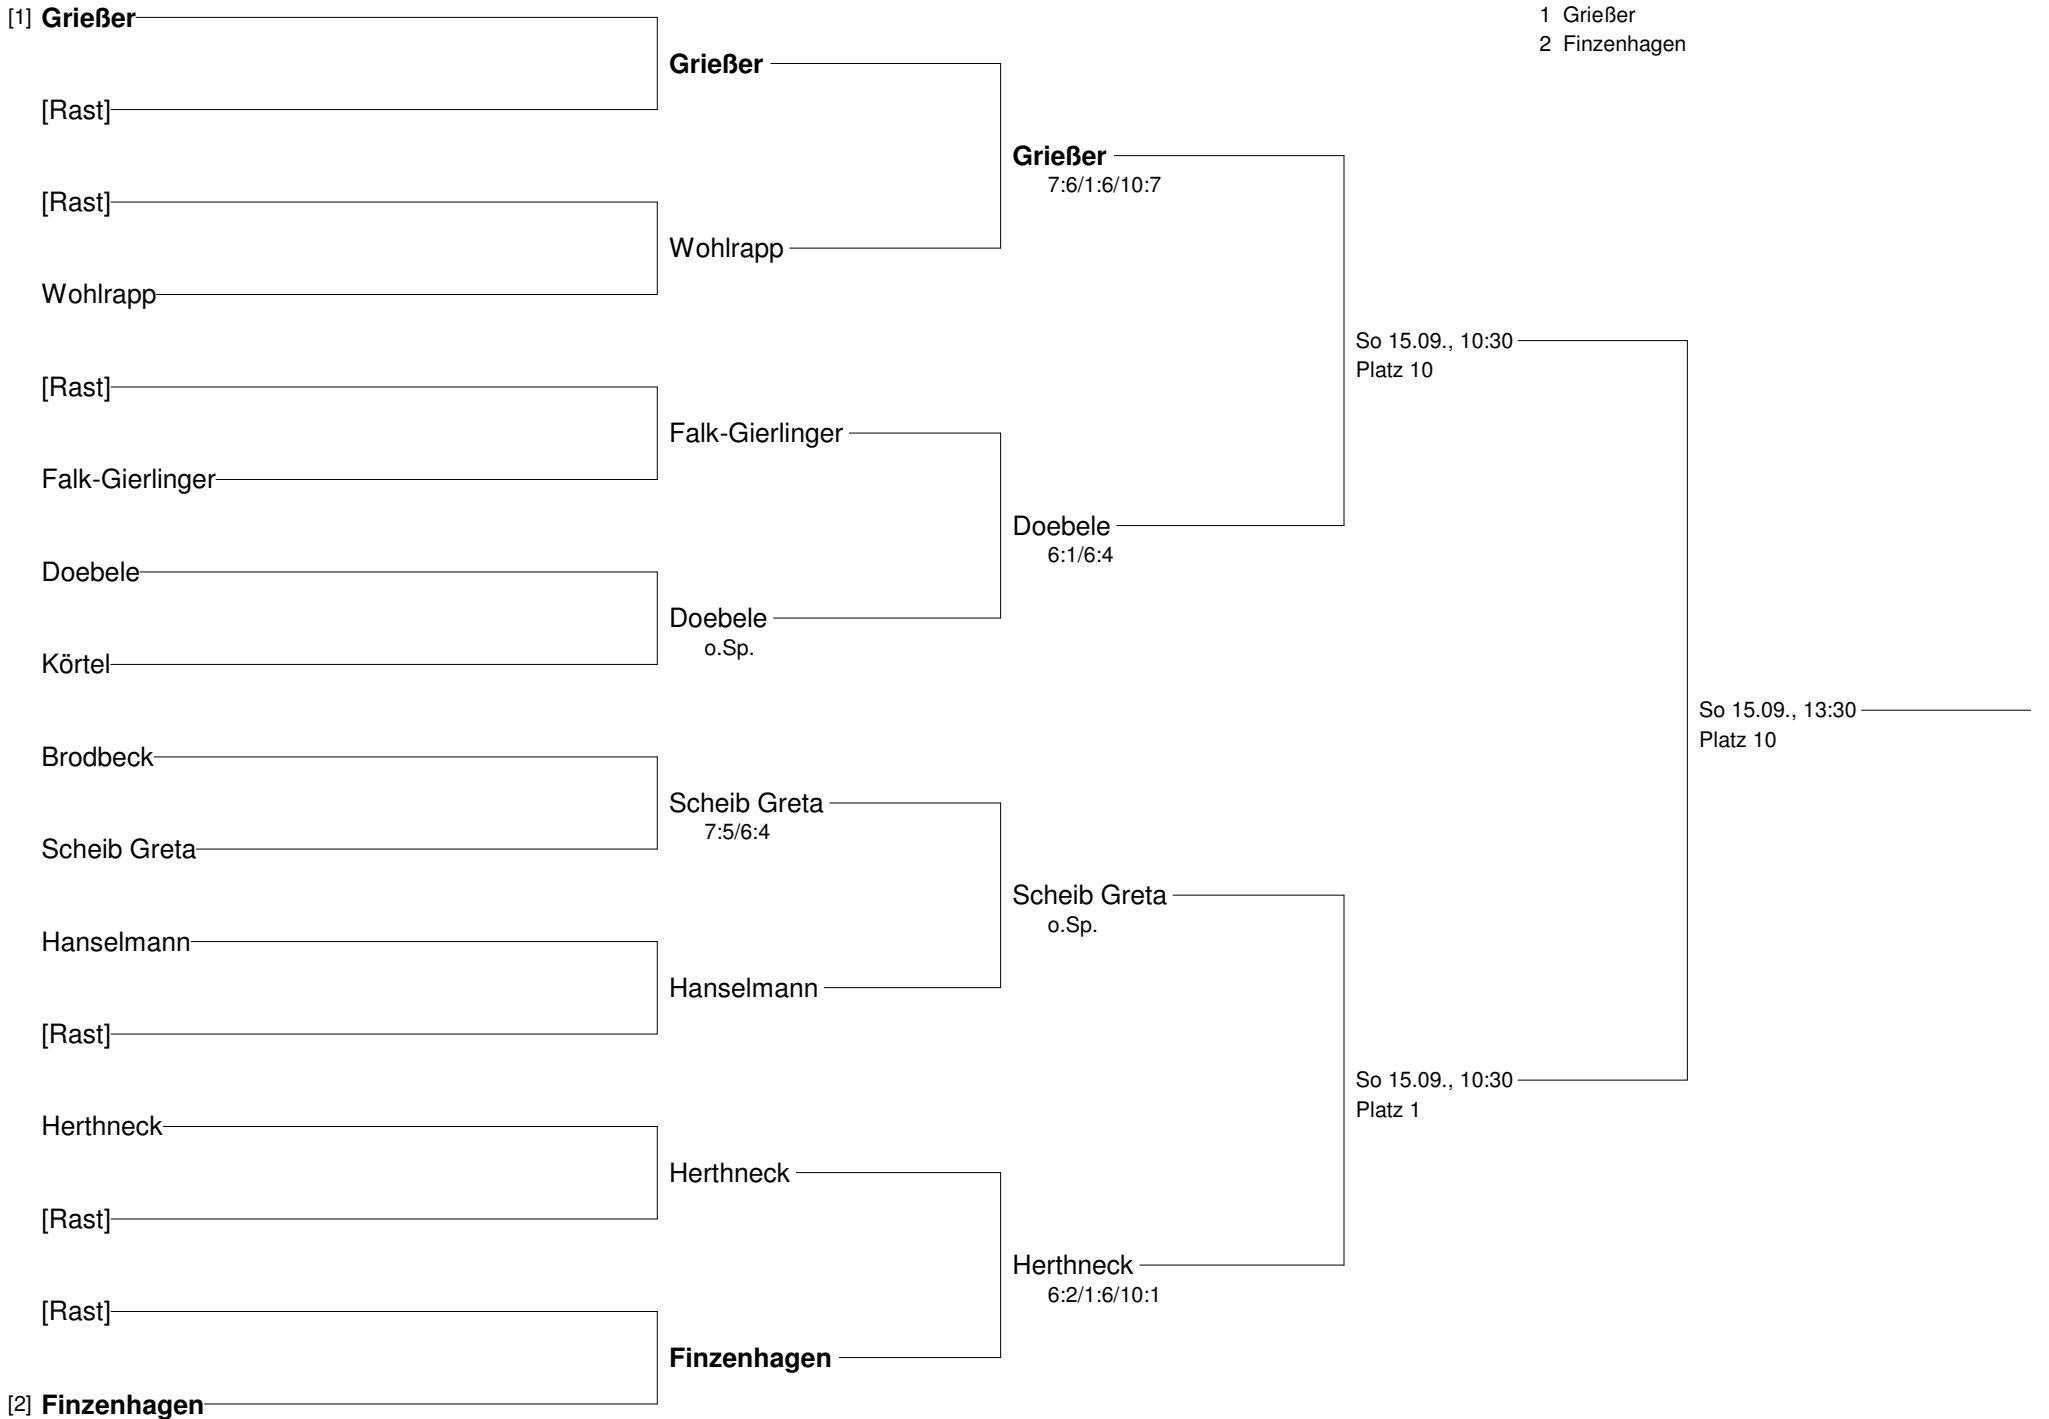 [1] Grießer
[Rast]
[Rast]
Wohlrapp
[Rast]
Falk-Gierlinger
Doebele
Körtel
Brodbeck
Scheib Greta
Hanselmann
[Rast]
Herthneck
[Rast]
[Rast]
[2] Finzenhagen
Grießer
Wohlrapp
Falk-Gierlinger
Doebele
o.Sp.
Scheib Greta
7:5/6:4
Hanselmann
Herthneck
Finzenhagen
Grießer
7:6/1:6/10:7
Doebele
6:1/6:4
Scheib Greta
o.Sp.
Herthneck
6:2/1:6/10:1
So 15.09., 10:30
Platz 10
So 15.09., 10:30
Platz 1
So 15.09., 13:30
Platz 10
1 Grießer
2 Finzenhagen